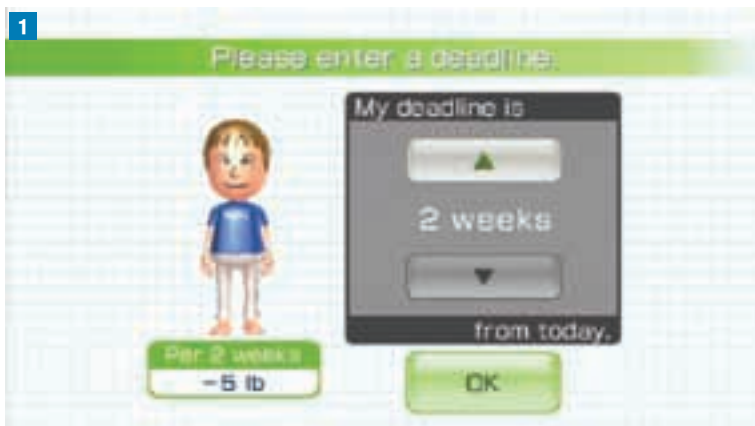 1
Please enter a deadline.
My deadline is
2 weeks
from today.
Per 2 weeks
-5 lb
OK